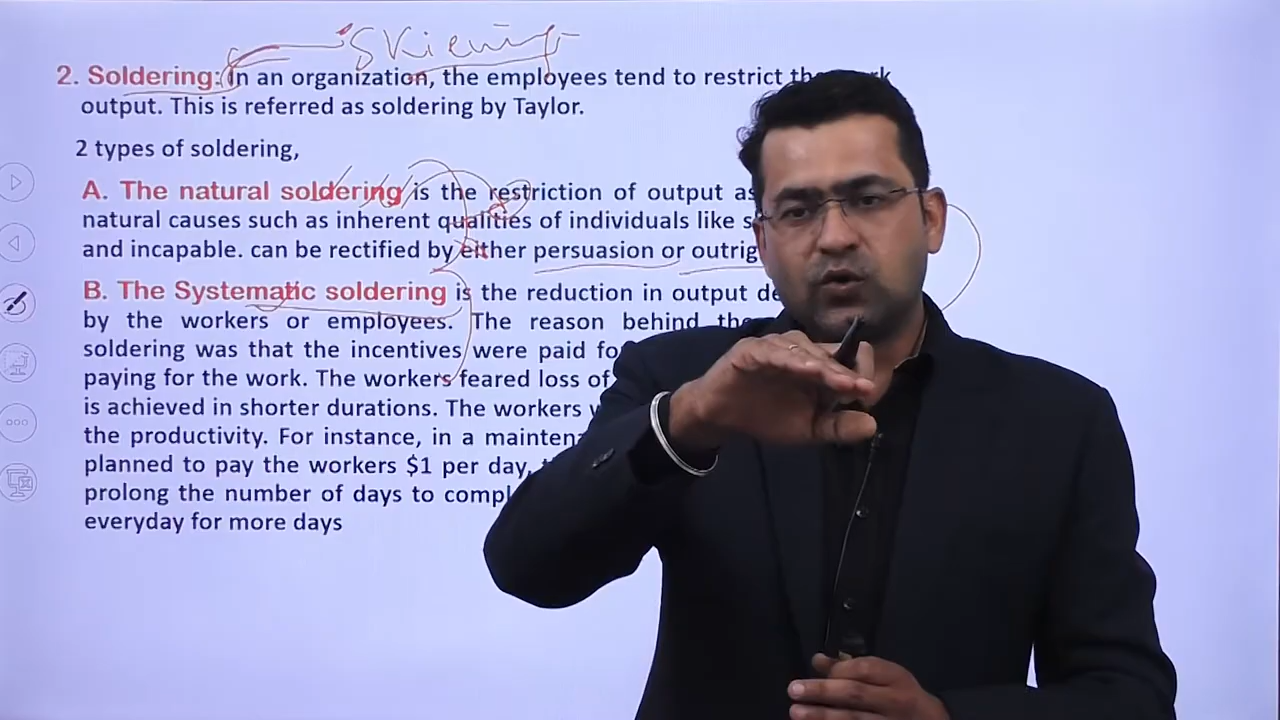 Skiening
2. Soldering: In an organization, the employees tend to restrict the work
output. This is referred as soldering by Taylor.
2 types of soldering,
A. The natural soldering is the restriction of output as
natural causes such as inherent qualities of individuals like
and incapable. can be rectified by either persuasion or
B. The Systematic soldering is the reduction in output
by the workers or employees. The reason behind
soldering was that the incentives were paid
paying for the work. The workers feared loss of
is achieved in shorter durations. The workers
the productivity. For instance, in a
planned to pay the workers $1 per day,
prolong the number of days to
everyday for more days